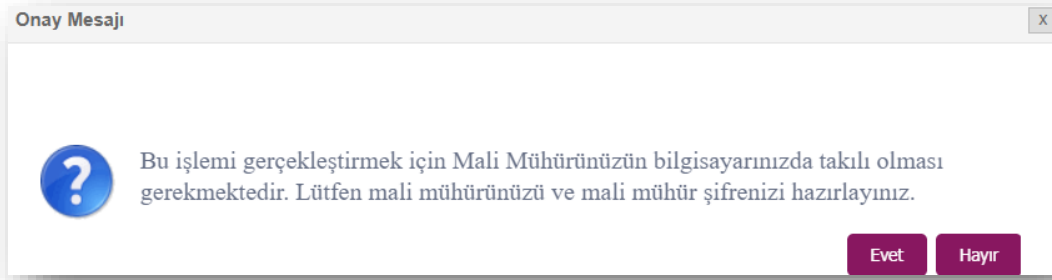 Onay Mesajı
X
Bu işlemi gerçekleştirmek için Mali Mühürünüzün bilgisayarınızda takılı olması
gerekmektedir. Lütfen mali mühürünüzü ve mali mühür şifrenizi hazırlayınız.
Evet Hayır